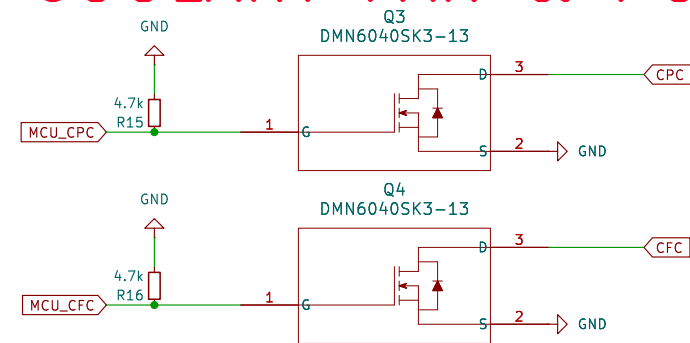 Q3
DMN6040SK3-13
GND
4.7k
R15
MCU_CPC
1
G
D
3
CPC
S
2
GND
Q4
DMN6040SK3-13
GND
4.7k
R16
MCU_CFC
1
G
D
3
CFC
S
2
GND